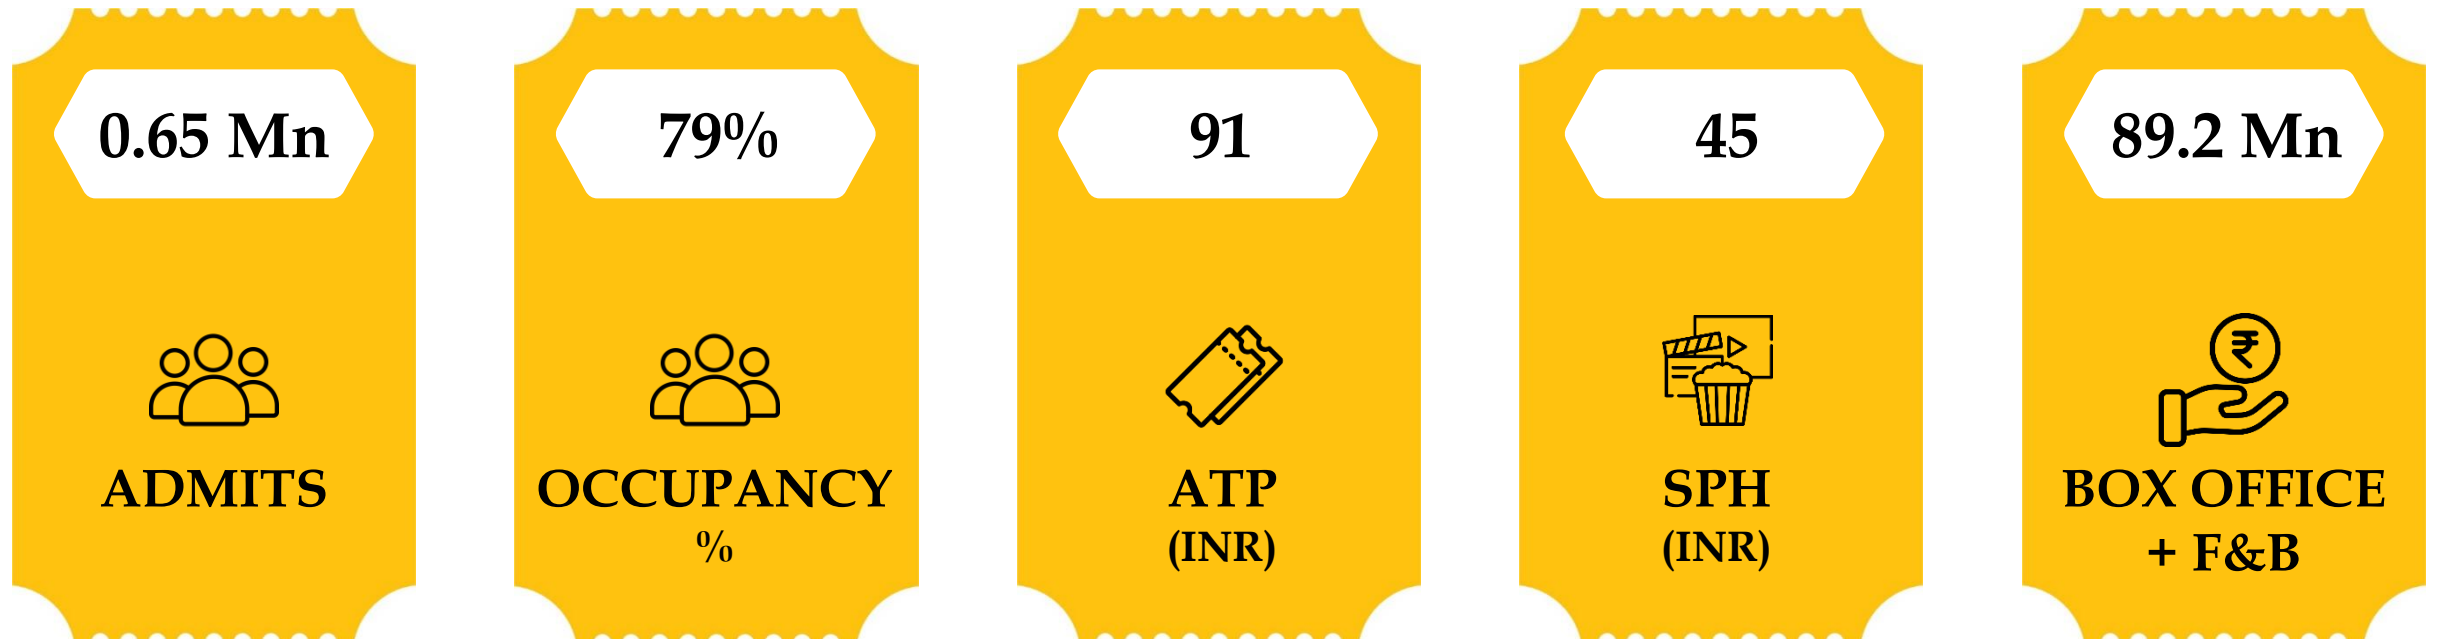 0.65 Mn
ADMITS
79%
OCCUPANCY
%
91
ATP
(INR)
45
SPH
(INR)
₹
89.2 Mn
BOX OFFICE
+ F&B